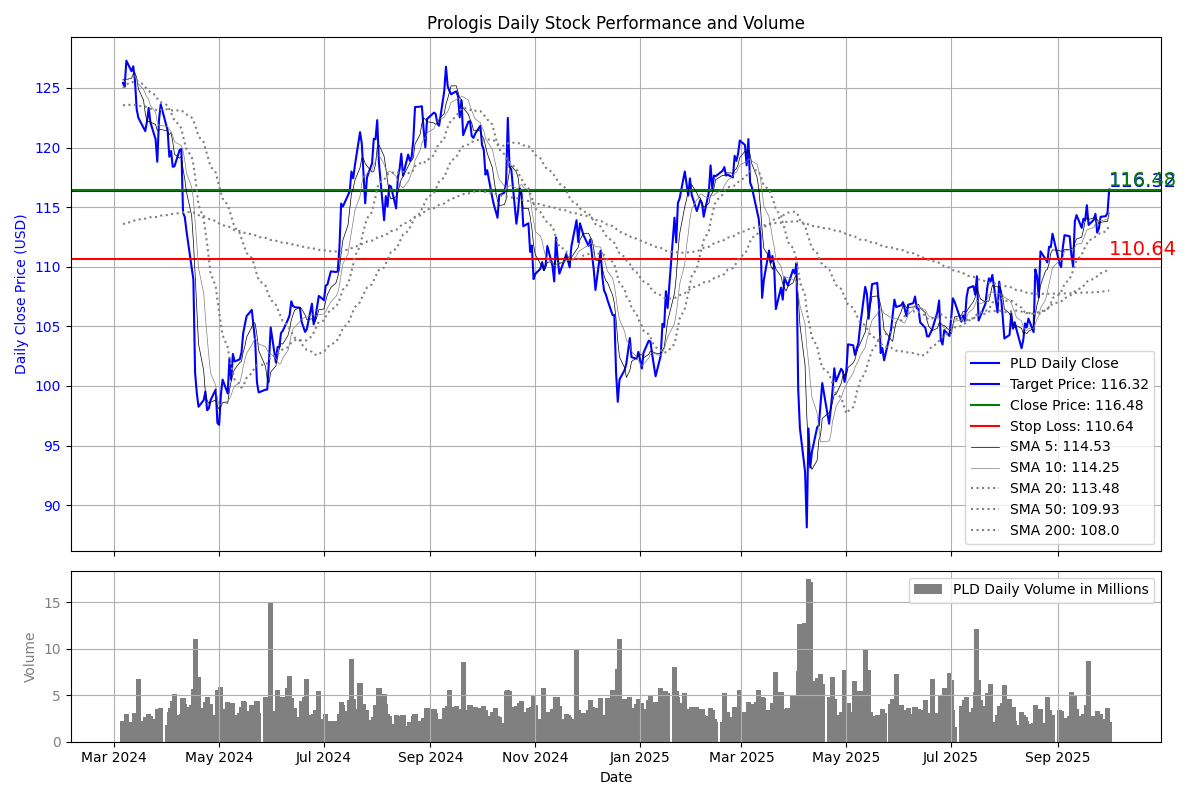 Prologis Daily Stock Performance and Volume
Daily Close Price (USD)
125
120
115
110
105
100
95
90
116.48
116.32
110.64
PLD Daily Close
Target Price: 116.32
Close Price: 116.48
Stop Loss: 110.64
SMA 5: 114.53
SMA 10: 114.25
SMA 20: 113.48
SMA 50: 109.93
SMA 200: 108.0
Volume
15
10
5
0
PLD Daily Volume in Millions
Mar 2024 May 2024 Jul 2024 Sep 2024 Nov 2024 Jan 2025 Mar 2025 May 2025 Jul 2025 Sep 2025
Date